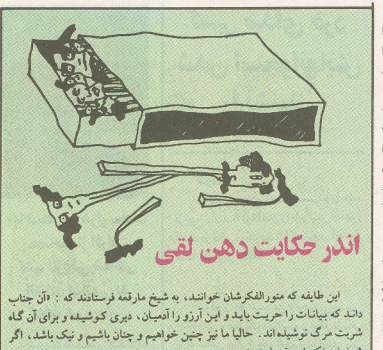 اندر حکایت دهن لقی
این طایفه که منورالفکرشان خوانند، به شیخ مارقعه فرستادند که : «آن جناب
داند که بیانات را حریت باید و این آرزو را آدمیان، دیری کوشیده و برای آن گاه
شربت مرگ نوشیده‌اند. حالیا ما نیز چنین خواهیم و چنان باشیم و نیک باشد، اگر